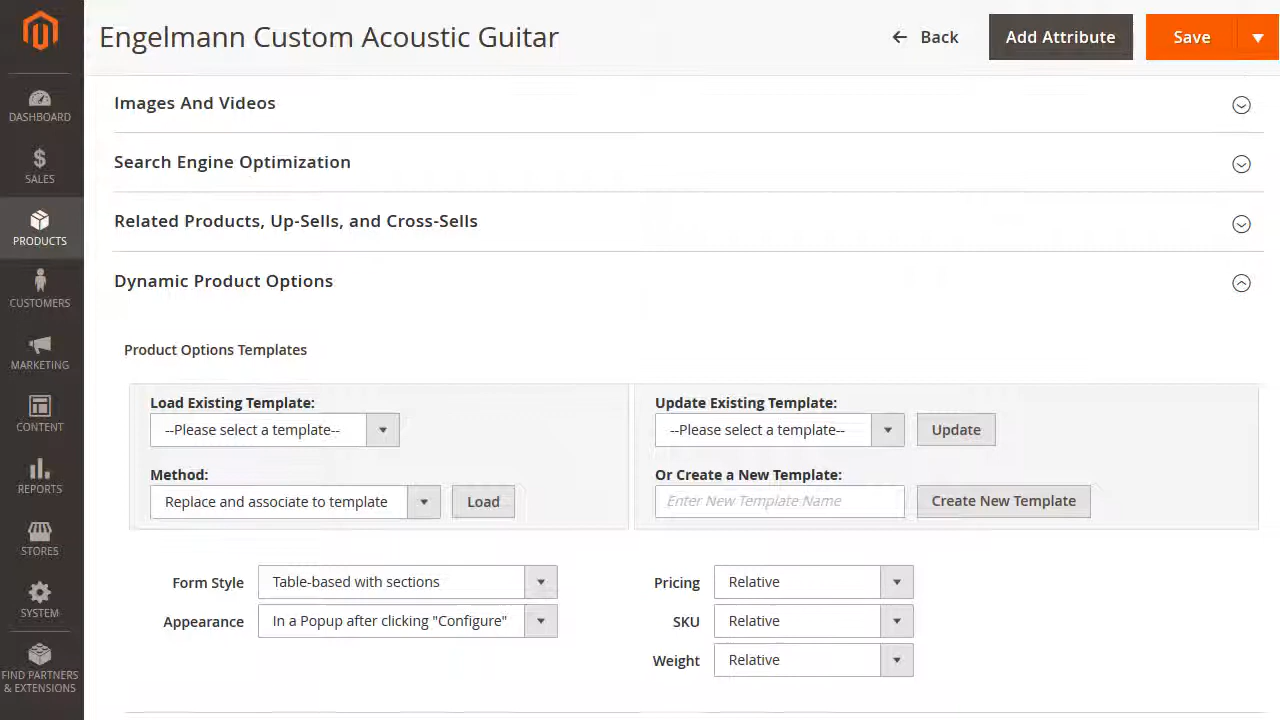 Engelmann Custom Acoustic Guitar
Back
Add Attribute
Save
DASHBOARD
SALES
PRODUCTS
CUSTOMERS
MARKETING
CONTENT
REPORTS
STORES
SYSTEM
FIND PARTNERS
& EXTENSIONS
Images And Videos
Search Engine Optimization
Related Products, Up-Sells, and Cross-Sells
Dynamic Product Options
Product Options Templates
Load Existing Template:
--Please select a template--
Method:
Replace and associate to template
Load
Update Existing Template:
--Please select a template--
Update
Or Create a New Template:
Enter New Template Name
Create New Template
Form Style
Table-based with sections
Appearance
In a Popup after clicking "Configure"
Pricing
Relative
SKU
Relative
Weight
Relative